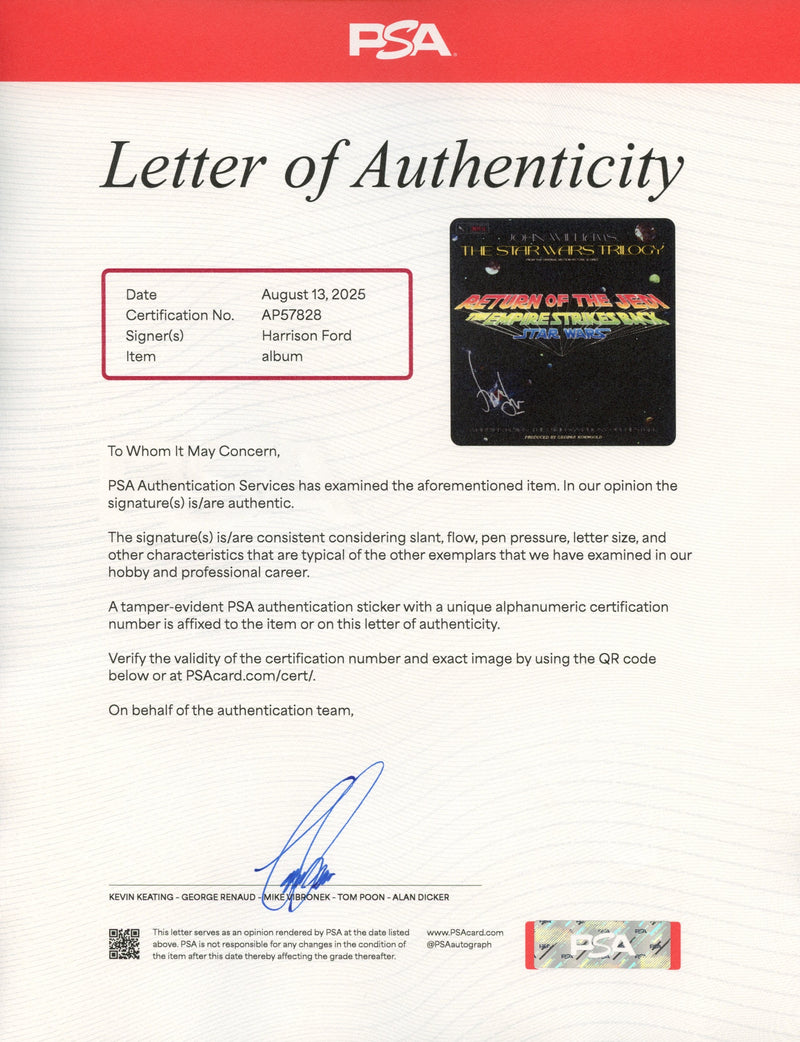 PSA
Letter of Authenticity
JOHN WILLIAMS
THE STAR WARS TRILOGY
RETURN OF THE JEDI
THE EMPIRE STRIKES BACK
STAR WARS
PRODUCED BY GEORGE KORNGOLD
Date August 13, 2025
Certification No. AP57828
Signer(s) Harrison Ford
Item album
To Whom It May Concern,
PSA Authentication Services has examined the aforementioned item. In our opinion the
signature(s) is/are authentic.
The signature(s) is/are consistent considering slant, flow, pen pressure, letter size, and
other characteristics that are typical of the other exemplars that we have examined in our
hobby and professional career.
A tamper-evident PSA authentication sticker with a unique alphanumeric certification
number is affixed to the item or on this letter of authenticity.
Verify the validity of the certification number and exact image by using the QR code
below or at PSAcard.com/cert/.
On behalf of the authentication team,
KEVIN KEATING - GEORGE RENAUD - MIKE VIBRONEK - TOM POON - ALAN DICKER
This letter serves as an opinion rendered by PSA at the date listed
above. PSA is not responsible for any changes in the condition of
the item after this date thereby affecting the grade thereafter.
www.PSAcard.com
@PSAautograph
PSA